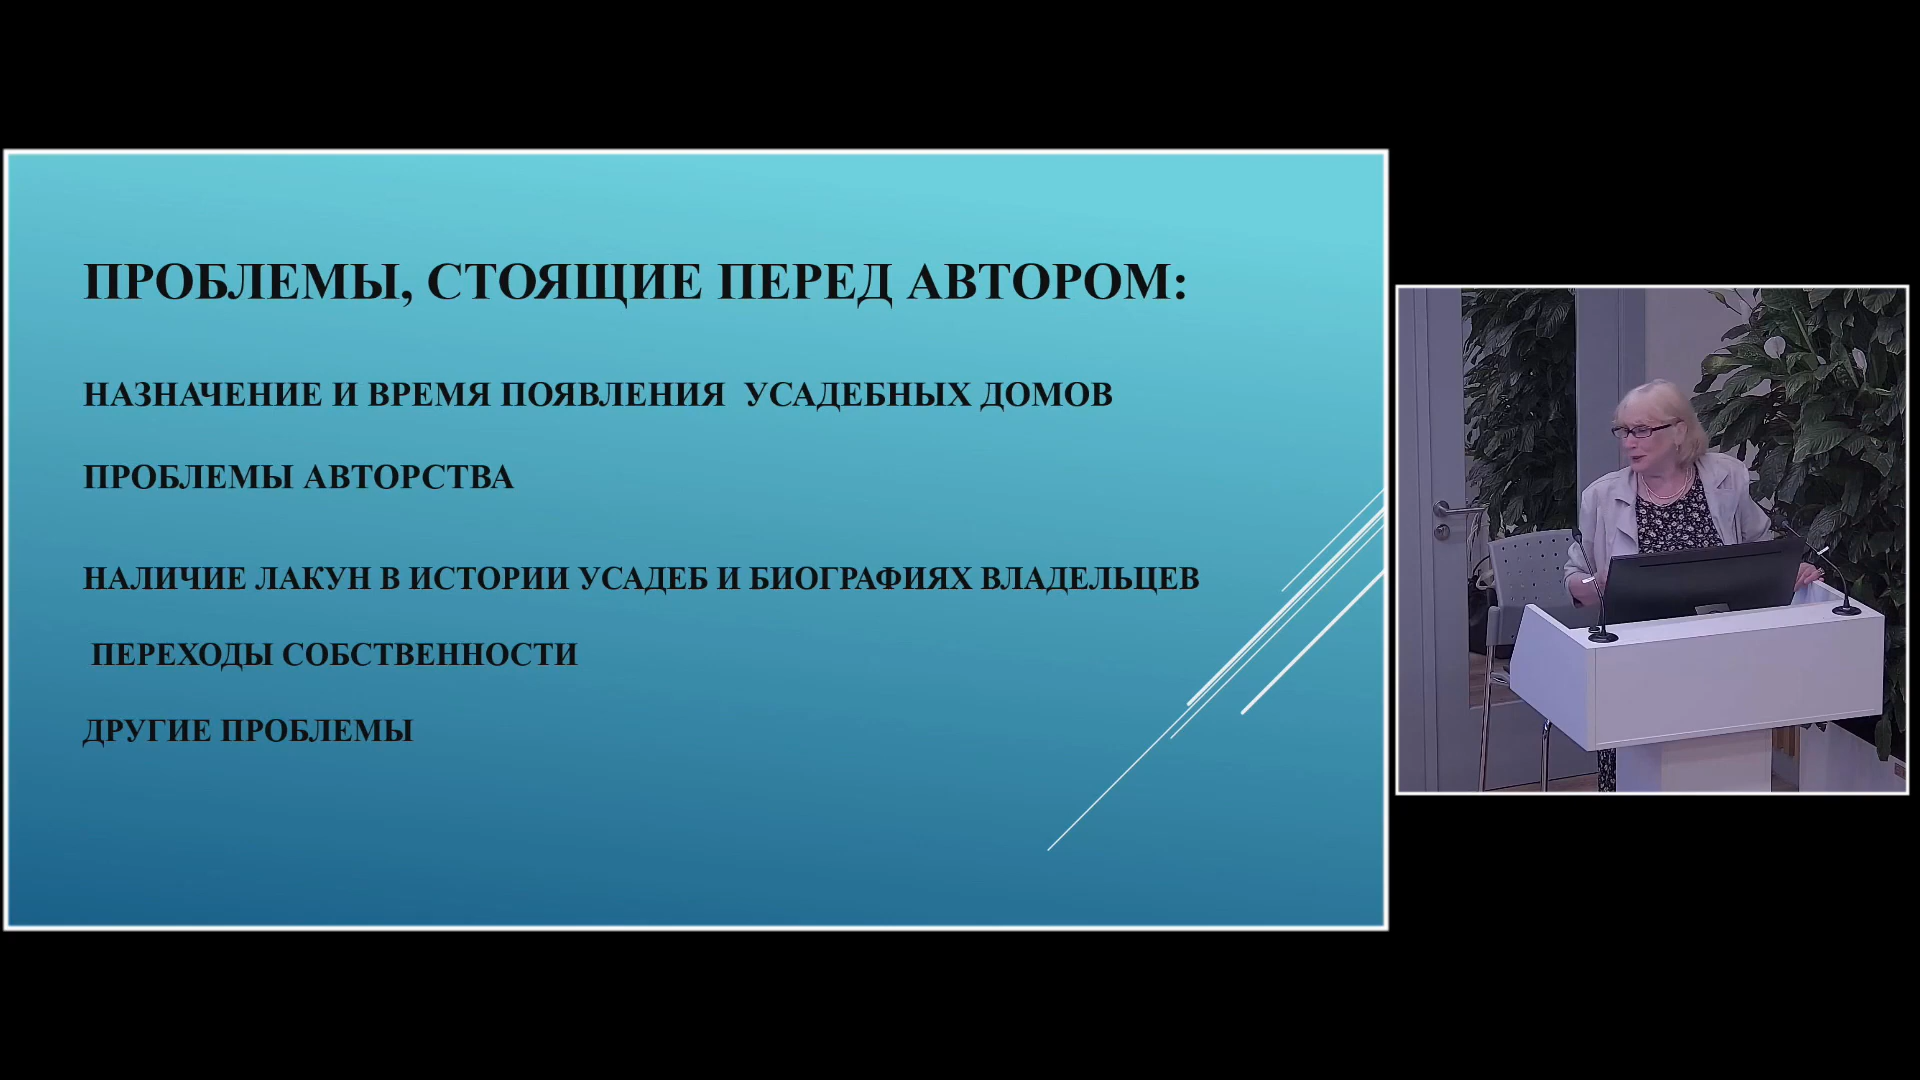 ПРОБЛЕМЫ, СТОЯЩИЕ ПЕРЕД АВТОРОМ:
НАЗНАЧЕНИЕ И ВРЕМЯ ПОЯВЛЕНИЯ УСАДЕБНЫХ ДОМОВ
ПРОБЛЕМЫ АВТОРСТВА
НАЛИЧИЕ ЛАКУН В ИСТОРИИ УСАДЕБ И БИОГРАФИЯХ ВЛАДЕЛЬЦЕВ
ПЕРЕХОДЫ СОБСТВЕННОСТИ
ДРУГИЕ ПРОБЛЕМЫ